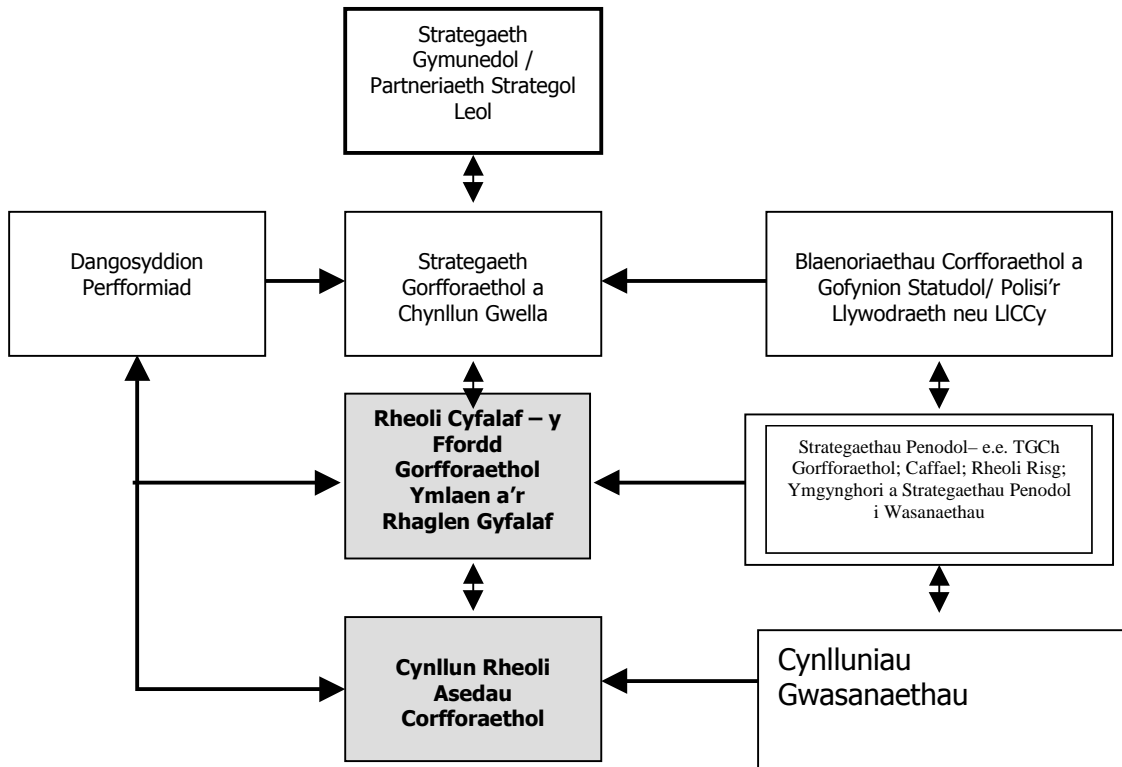 Strategaeth
Gymunedol /
Partneriaeth Strategol
Leol
Dangosyddion
Perfformiad
Strategaeth
Gorfforaethol a
Chynllun Gwella
Blaenoriaethau Corfforaethol a
Gofynion Statudol/ Polisi’r
Llywodraeth neu LlCCy
Rheoli Cyfalaf – y
Ffordd
Gorfforaethol
Ymlaen a’r
Rhaglen Gyfalaf
Strategaethau Penodol– e.e. TGCh
Gorfforaethol; Caffael; Rheoli Risg;
Ymgynghori a Strategaethau Penodol
i Wasanaethau
Cynllun Rheoli
Asedau
Corfforaethol
Cynlluniau
Gwasanaethau